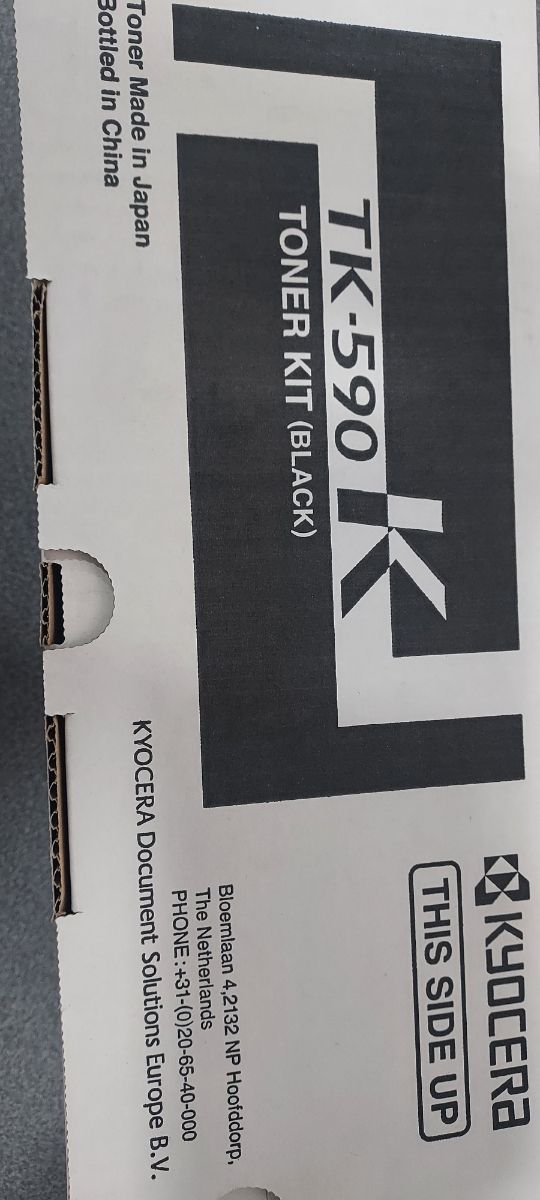 KYOCERA
THIS SIDE UP
TK-590K
TONER KIT (BLACK)
Toner Made in Japan
Bottled in China
Bloemlaan 4,2132 NP Hoofddorp,
The Netherlands
PHONE:+31-(0)20-65-40-000
KYOCERA Document Solutions Europe B.V.